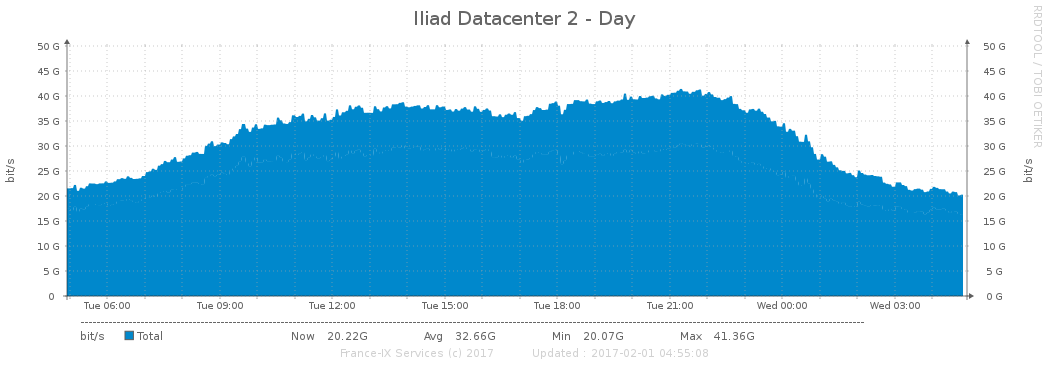 Iliad Datacenter 2 - Day
RRDTOOL / TOBI OETIKER
bit/s
50 G 50 G
45 G 45 G
40 G 40 G
35 G 35 G
30 G 30 G
25 G 25 G
20 G 20 G
15 G 15 G
10 G 10 G
5 G 5 G
0 0 G
bit/s
Tue 06:00 Tue 09:00 Tue 12:00 Tue 15:00 Tue 18:00 Tue 21:00 Wed 00:00 Wed 03:00
bit/s Total Now 20.22G Avg 32.66G Min 20.07G Max 41.36G
France-IX Services (c) 2017 Updated : 2017-02-01 04:55:08